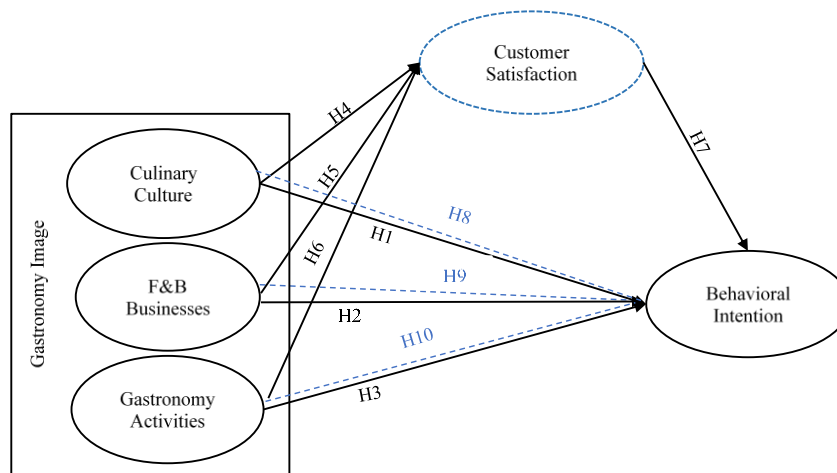 Customer
Satisfaction
H4
H7
Culinary
Culture
H5
H8
H1
H6
Gastronomy Image
F&B
Businesses
H9
H2
Behavioral
Intention
H10
H3
Gastronomy
Activities